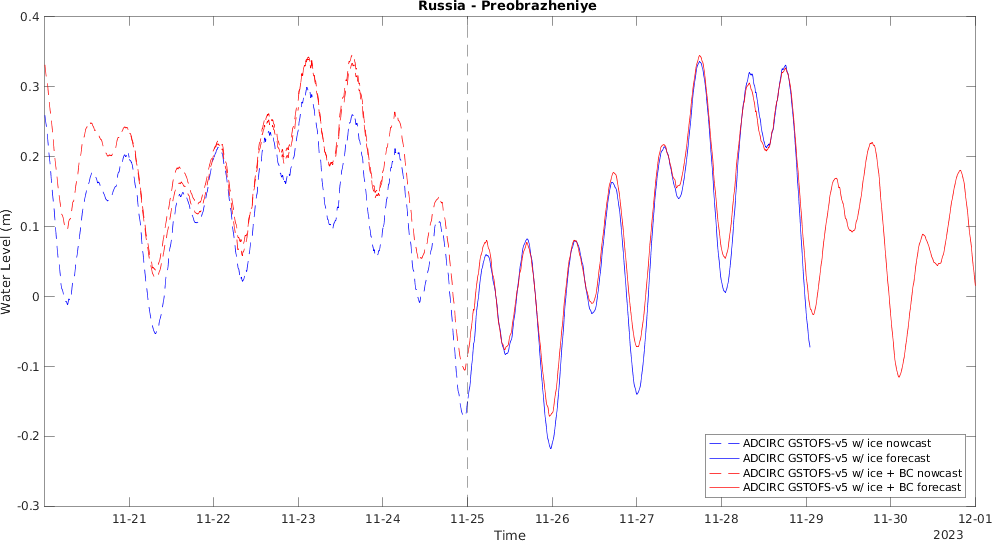 Russia - Preobrazheniye
0.4
0.3
0.2
0.1
0
-0.1
-0.2
-0.3
Water Level (m)
11-21 11-22 11-23 11-24 11-25 11-26 11-27 11-28 11-29 11-30 12-01
Time
2023
ADCIRC GSTOFS-v5 w/ ice nowcast
ADCIRC GSTOFS-v5 w/ ice forecast
ADCIRC GSTOFS-v5 w/ ice + BC nowcast
ADCIRC GSTOFS-v5 w/ ice + BC forecast